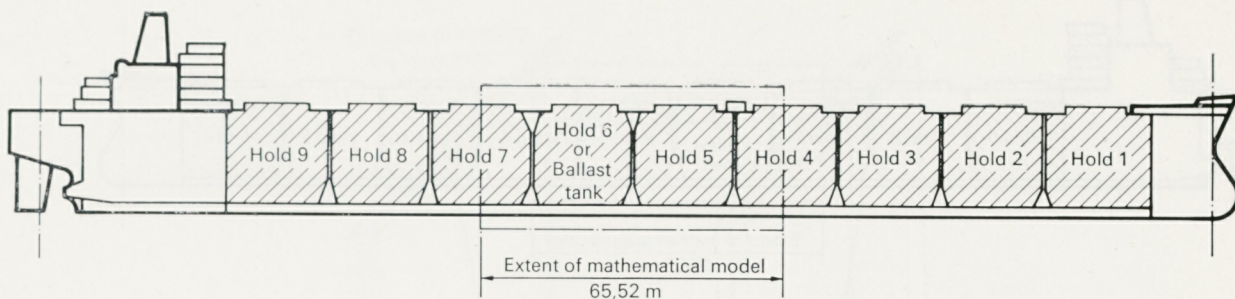 Hold 9
Hold 8
Hold 7
Hold 6
or
Ballast
tank
Hold 5
Hold 4
Hold 3
Hold 2
Hold 1
Extent of mathematical model
65,52 m